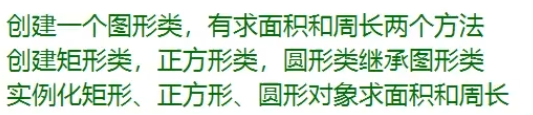 创建一个图形类，有求面积和周长两个方法
创建矩形类，正方形类，圆形类继承图形类
实例化矩形、正方形、圆形对象求面积和周长